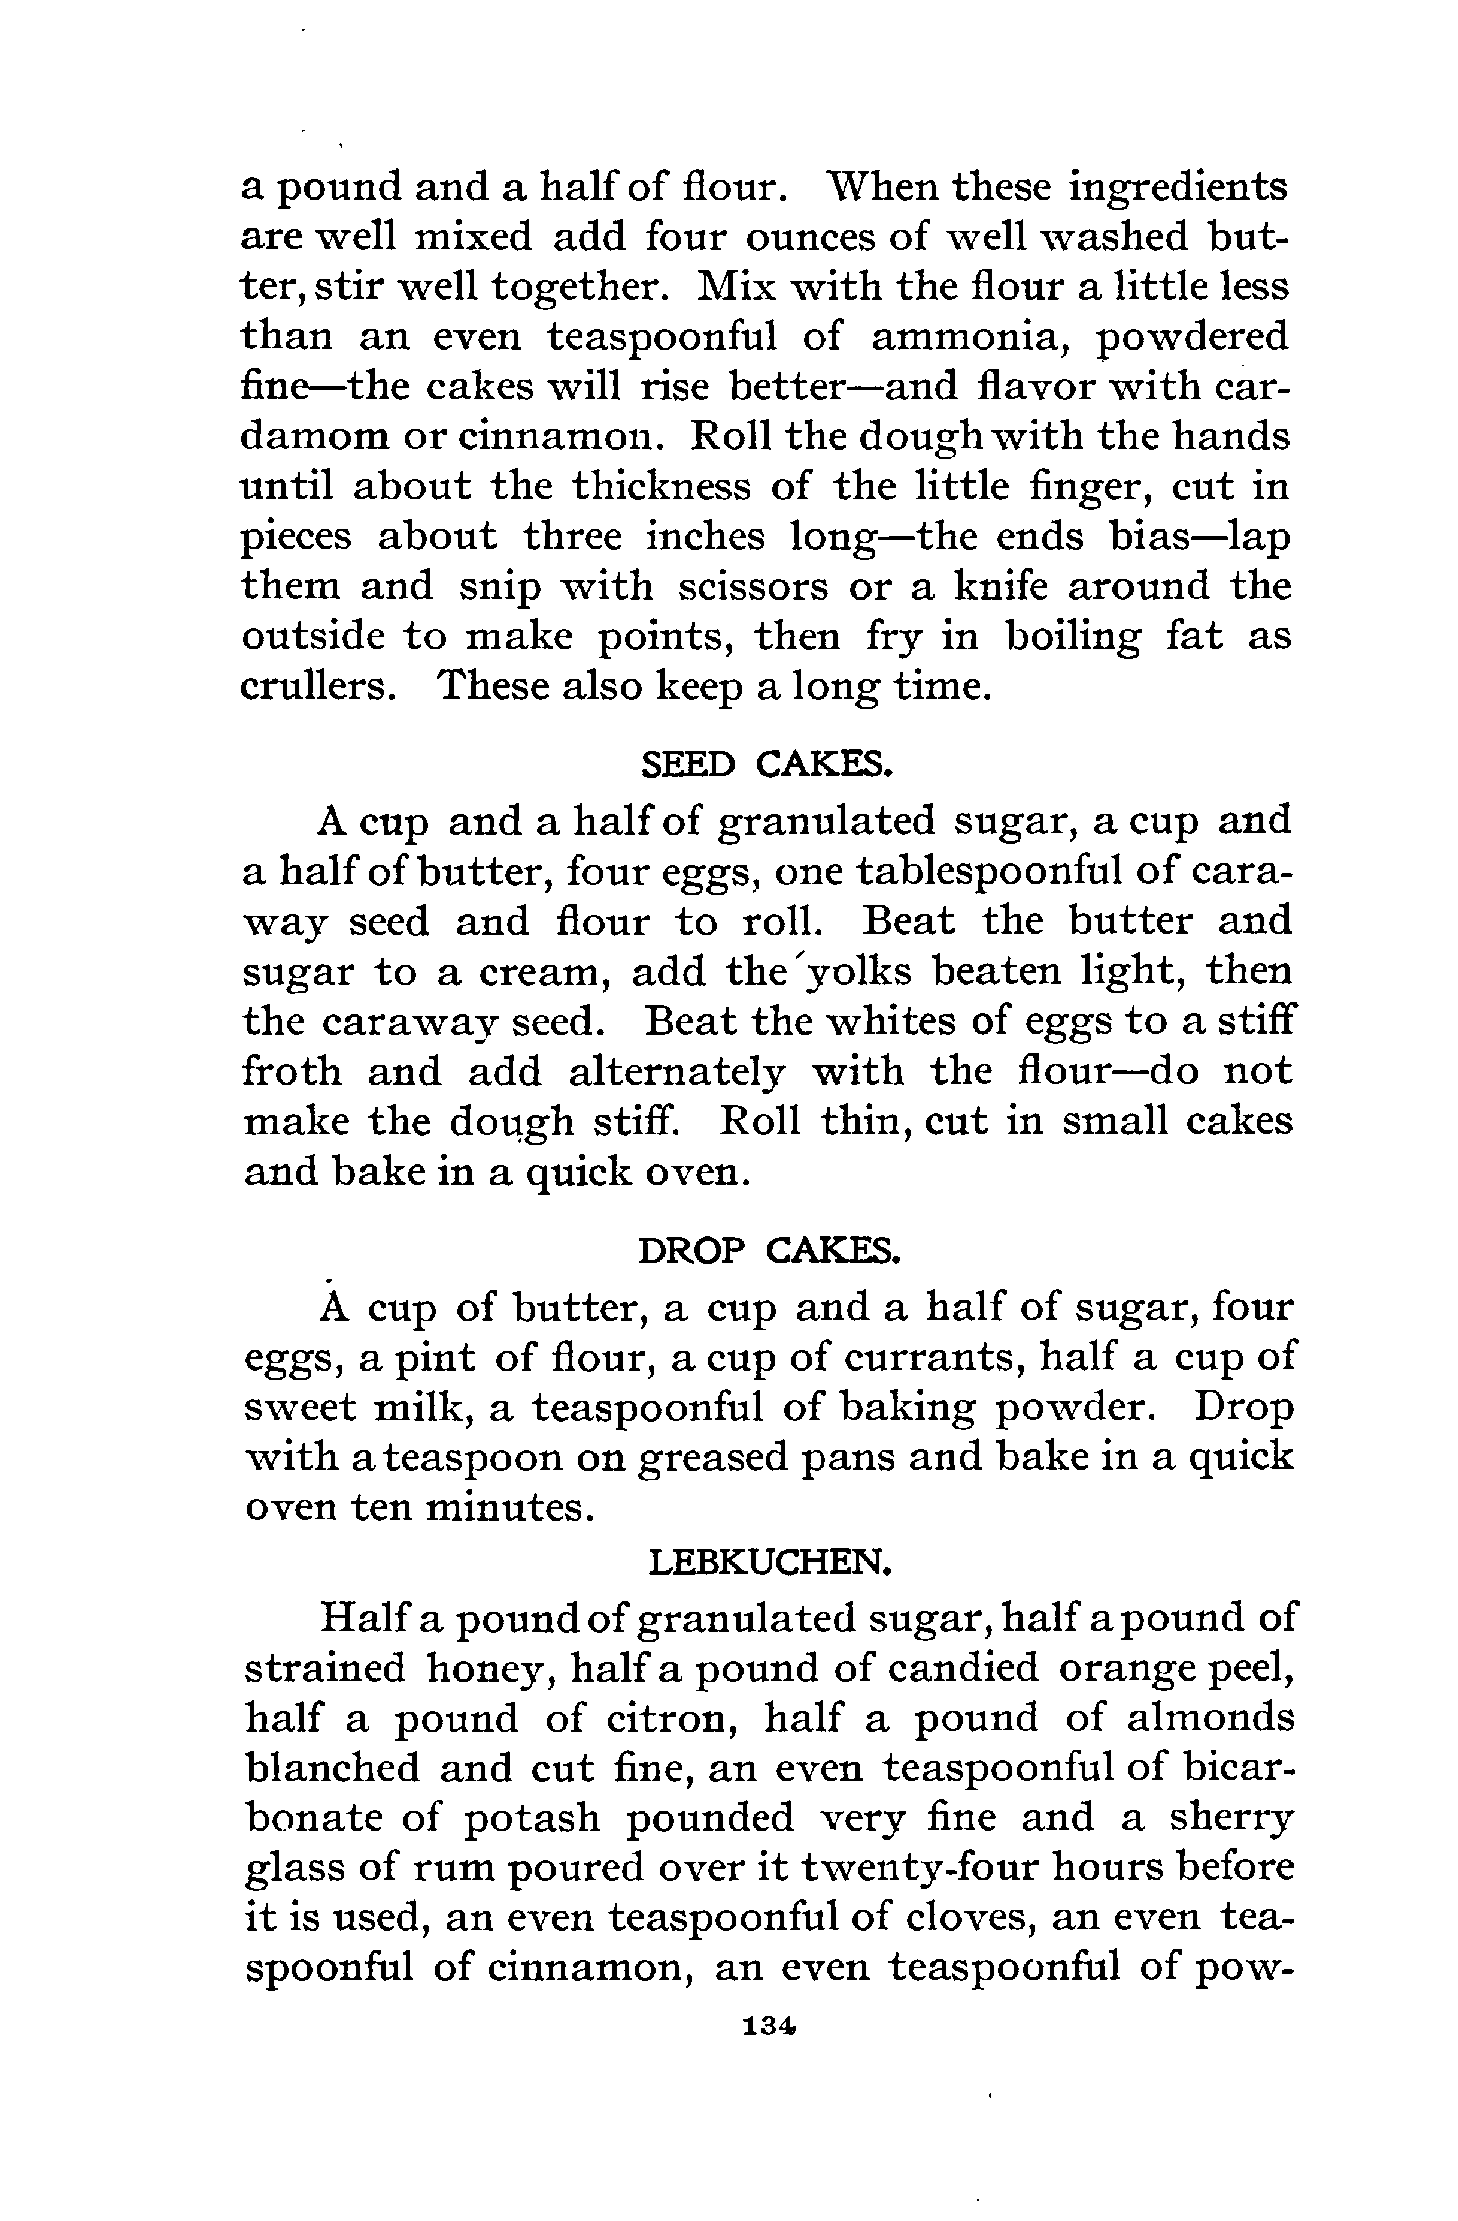 a pound and a half of flour. When these ingredients
are well mixed add four ounces of well washed but-
ter, stir well together. Mix with the flour a little less
than an even teaspoonful of ammonia, powdered
fine—the cakes will rise better—and flavor with car-
damom or cinnamon. Roll the dough with the hands
until about the thickness of the little finger, cut in
pieces about three inches long—the ends bias—lap
them and snip with scissors or a knife around the
outside to make points, then fry in boiling fat as
crullers. These also keep a long time.
SEED CAKES.
A cup and a half of granulated sugar, a cup and
a half of butter, four eggs, one tablespoonful of cara-
way seed and flour to roll. Beat the butter and
sugar to a cream, add the yolks beaten light, then
the caraway seed. Beat the whites of eggs to a stiff
froth and add alternately with the flour—do not
make the dough stiff. Roll thin, cut in small cakes
and bake in a quick oven.
DROP CAKES.
A cup of butter, a cup and a half of sugar, four
eggs, a pint of flour, a cup of currants, half a cup of
sweet milk, a teaspoonful of baking powder. Drop
with a teaspoon on greased pans and bake in a quick
oven ten minutes.
LEBKUCHEN.
Half a pound of granulated sugar, half a pound of
strained honey, half a pound of candied orange peel,
half a pound of citron, half a pound of almonds
blanched and cut fine, an even teaspoonful of bicar-
bonate of potash pounded very fine and a sherry
glass of rum poured over it twenty-four hours before
it is used, an even teaspoonful of cloves, an even tea-
spoonful of cinnamon, an even teaspoonful of pow-
134